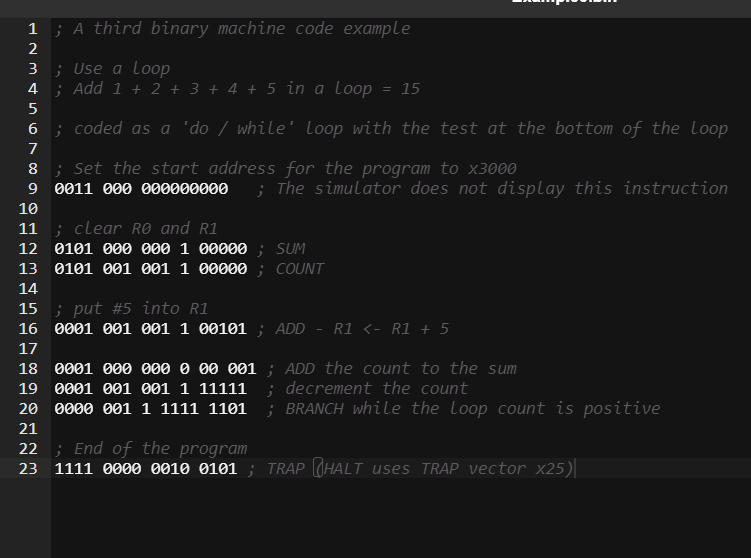 1 ; A third binary machine code example
2
3 ; Use a loop
4 ; Add 1 + 2 + 3 + 4 + 5 in a loop = 15
5
6 ; coded as a 'do / while' loop with the test at the bottom of the loop
7
8 ; Set the start address for the program to x3000
9 0011 000 000000000 ; The simulator does not display this instruction
10
11 ; clear R0 and R1
12 0101 000 000 1 00000 ; SUM
13 0101 001 001 1 00000 ; COUNT
14
15 ; put #5 into R1
16 0001 001 001 1 00101 ; ADD - R1 <- R1 + 5
17
18 0001 000 000 0 00 001 ; ADD the count to the sum
19 0001 001 001 1 11111 ; decrement the count
20 0000 001 1 1111 1101 ; BRANCH while the loop count is positive
21
22 ; End of the program
23 1111 0000 0010 0101 ; TRAP (HALT uses TRAP vector x25)